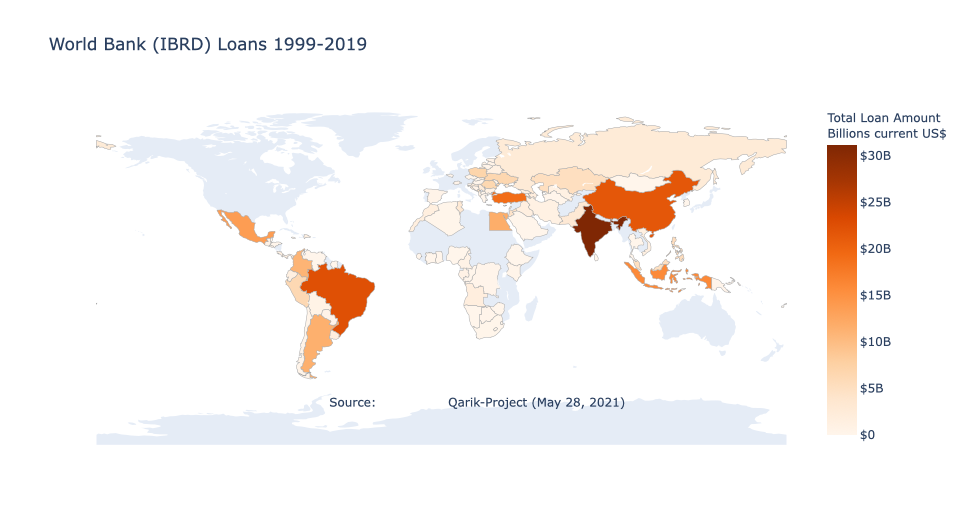 World Bank (IBRD) Loans 1999-2019
Total Loan Amount
Billions current US$
$30B
$25B
$20B
$15B
$10B
$5B
$0
Source: Qarik-Project (May 28, 2021)